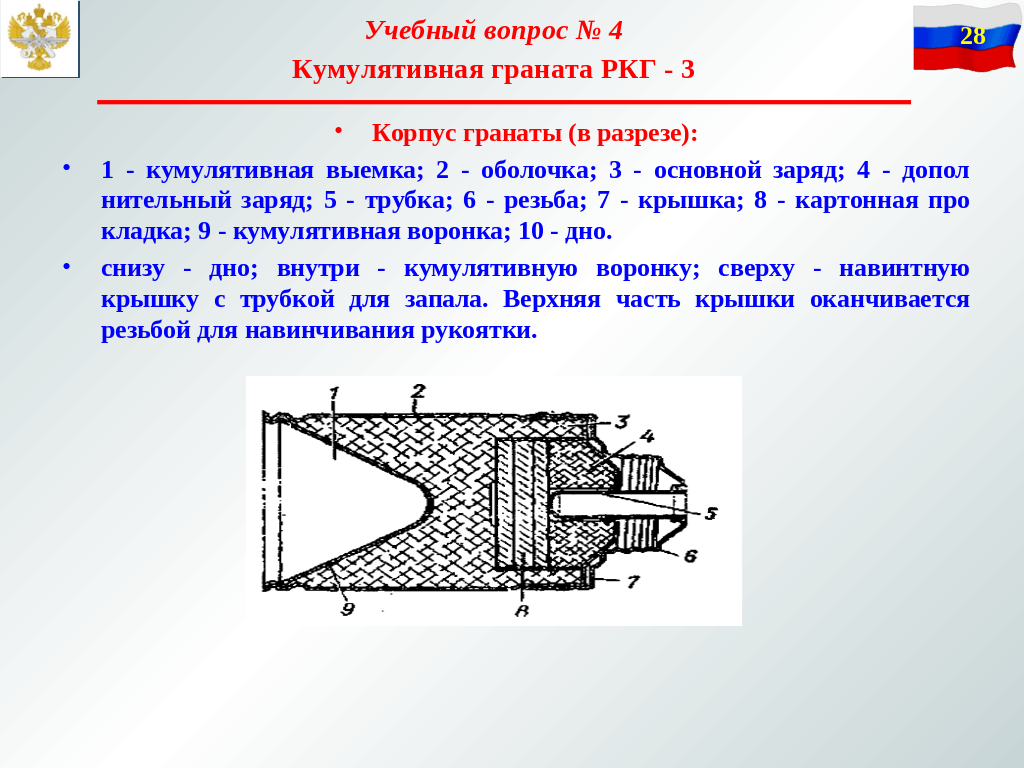 Учебный вопрос № 4
28
Кумулятивная граната РКГ - 3
• Корпус гранаты (в разрезе):
• 1 - кумулятивная выемка; 2 - оболочка; 3 - основной заряд; 4 - допол
нительный заряд; 5 - трубка; 6 - резьба; 7 - крышка; 8 - картонная про
кладка; 9 - кумулятивная воронка; 10 - дно.
• снизу - дно; внутри - кумулятивную воронку; сверху - навинтную
крышку с трубкой для запала. Верхняя часть крышки оканчивается
резьбой для навинчивания рукоятки.
1
2
3
4
5
6
7
8
9